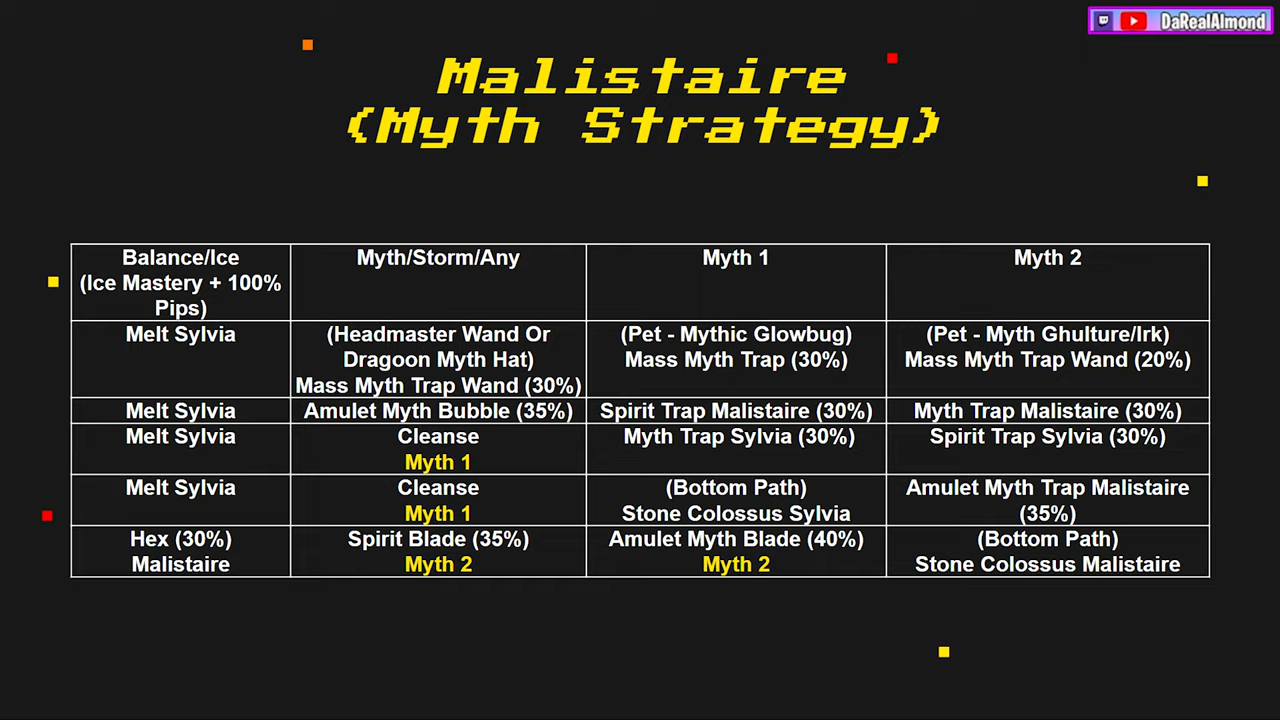 DaRealAlmond
Malistaire
(Myth Strategy)
Balance/Ice
(Ice Mastery + 100%
Pips)
Myth/Storm/Any
Myth 1
Myth 2
Melt Sylvia
(Headmaster Wand Or
Dragoon Myth Hat)
Mass Myth Trap Wand (30%)
(Pet - Mythic Glowbug)
Mass Myth Trap (30%)
(Pet - Myth Ghulture/Irk)
Mass Myth Trap Wand (20%)
Melt Sylvia
Amulet Myth Bubble (35%)
Spirit Trap Malistaire (30%)
Myth Trap Malistaire (30%)
Melt Sylvia
Cleanse
Myth 1
Myth Trap Sylvia (30%)
Spirit Trap Sylvia (30%)
Melt Sylvia
Cleanse
Myth 1
(Bottom Path)
Stone Colossus Sylvia
Amulet Myth Trap Malistaire
(35%)
Hex (30%)
Malistaire
Spirit Blade (35%)
Myth 2
Amulet Myth Blade (40%)
Myth 2
(Bottom Path)
Stone Colossus Malistaire